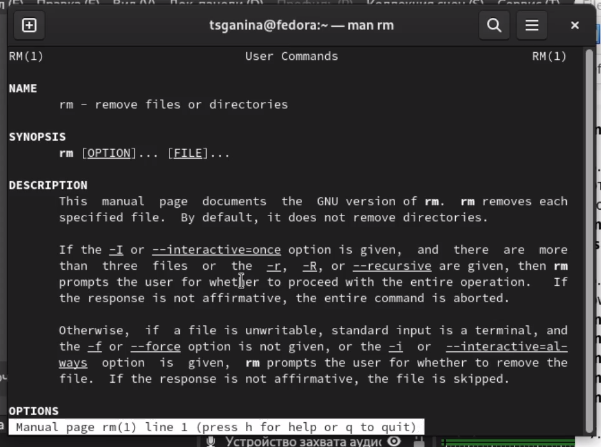 tsganina@fedora:~ — man rm
RM(1) User Commands RM(1)
NAME
rm - remove files or directories
SYNOPSIS
rm [OPTION]... [FILE]...
DESCRIPTION
This manual page documents the GNU version of rm. rm removes each
specified file. By default, it does not remove directories.
If the -I or --interactive=once option is given, and there are more
than three files or the -r, -R, or --recursive are given, then rm
prompts the user for whether to proceed with the entire operation. If
the response is not affirmative, the entire command is aborted.
Otherwise, if a file is unwritable, standard input is a terminal, and
the -f or --force option is not given, or the -i or --interactive=al-
ways option is given, rm prompts the user for whether to remove the
file. If the response is not affirmative, the file is skipped.
OPTIONS
Manual page rm(1) line 1 (press h for help or q to quit)
Устройство захвата аудио